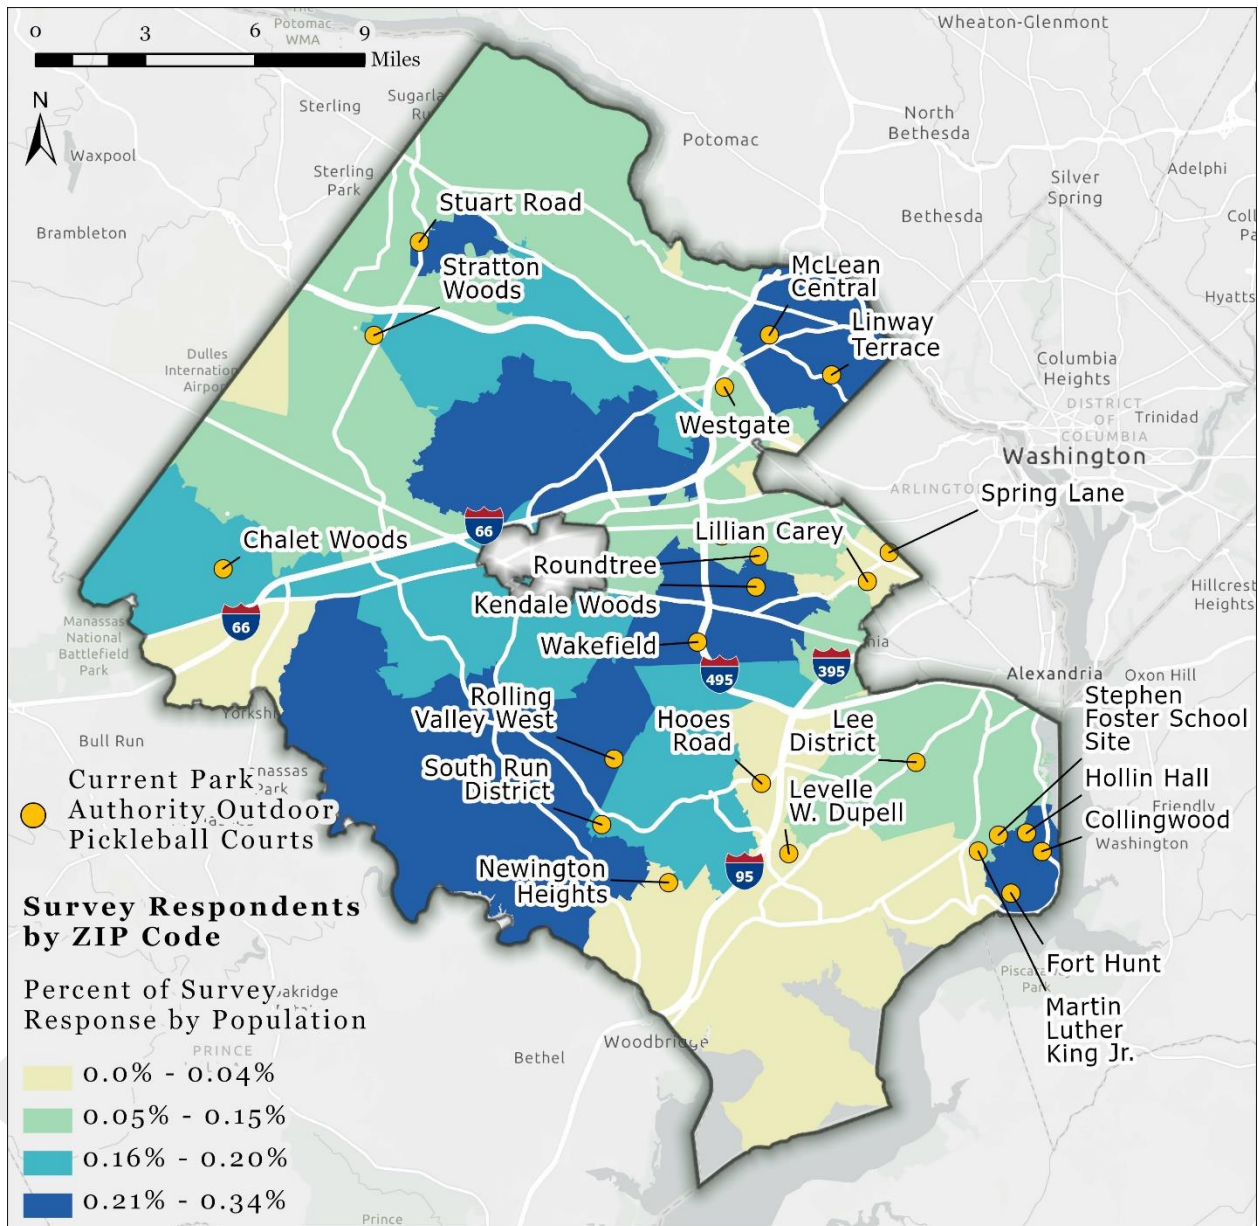 The
Potomac
WMA
Wheaton-Glenmont
0
3
6
9
Miles
N
Sterling
North
Bethesda
Potomac
Waxpool
Sterling
Park
Adelphi
Silver
Spring
Stuart Road
Bethesda
Brambleton
Stratton
Woods
McLean
Central
Linway
Terrace
Dulles
International
Airport
Columbia
Heights
DISTRICT
OF
COLUMBIA
Trinidad
Westgate
Washington
ARLINGTON
Spring Lane
66
Chalet Woods
Lillian Carey
Roundtree
Kendale Woods
Hillcrest
Heights
66
Manassas
National
Battlefield
Park
Wakefield
495
395
Alexandria
Oxon Hill
Rolling
Valley West
Hooes
Road
Lee
District
Stephen
Foster School
Site
Bull Run
South Run
District
Levelle
W. Dupell
Hollin Hall
Friendly
Collingwood
Washington
Current Park
Authority Outdoor
Pickleball Courts
Newington
Heights
95
Survey Respondents
by ZIP Code
Fort Hunt
Park
Percent of Survey
Response by Population
Martin
Luther
King Jr.
PRINCE
Bethel
Woodbridge
0.0% - 0.04%
0.05% - 0.15%
0.16% - 0.20%
0.21% - 0.34%
Prince